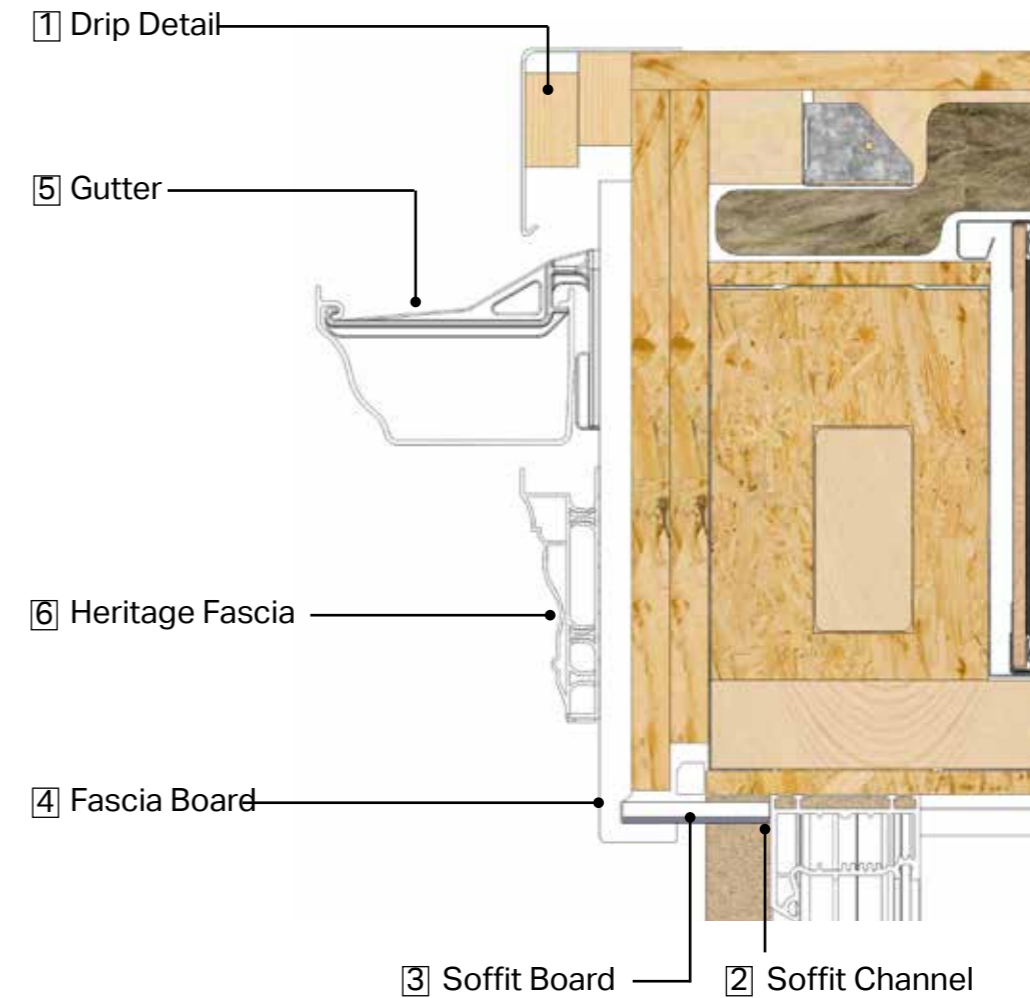 1 Drip Detail
5 Gutter
6 Heritage Fascia
4 Fascia Board
3 Soffit Board
2 Soffit Channel